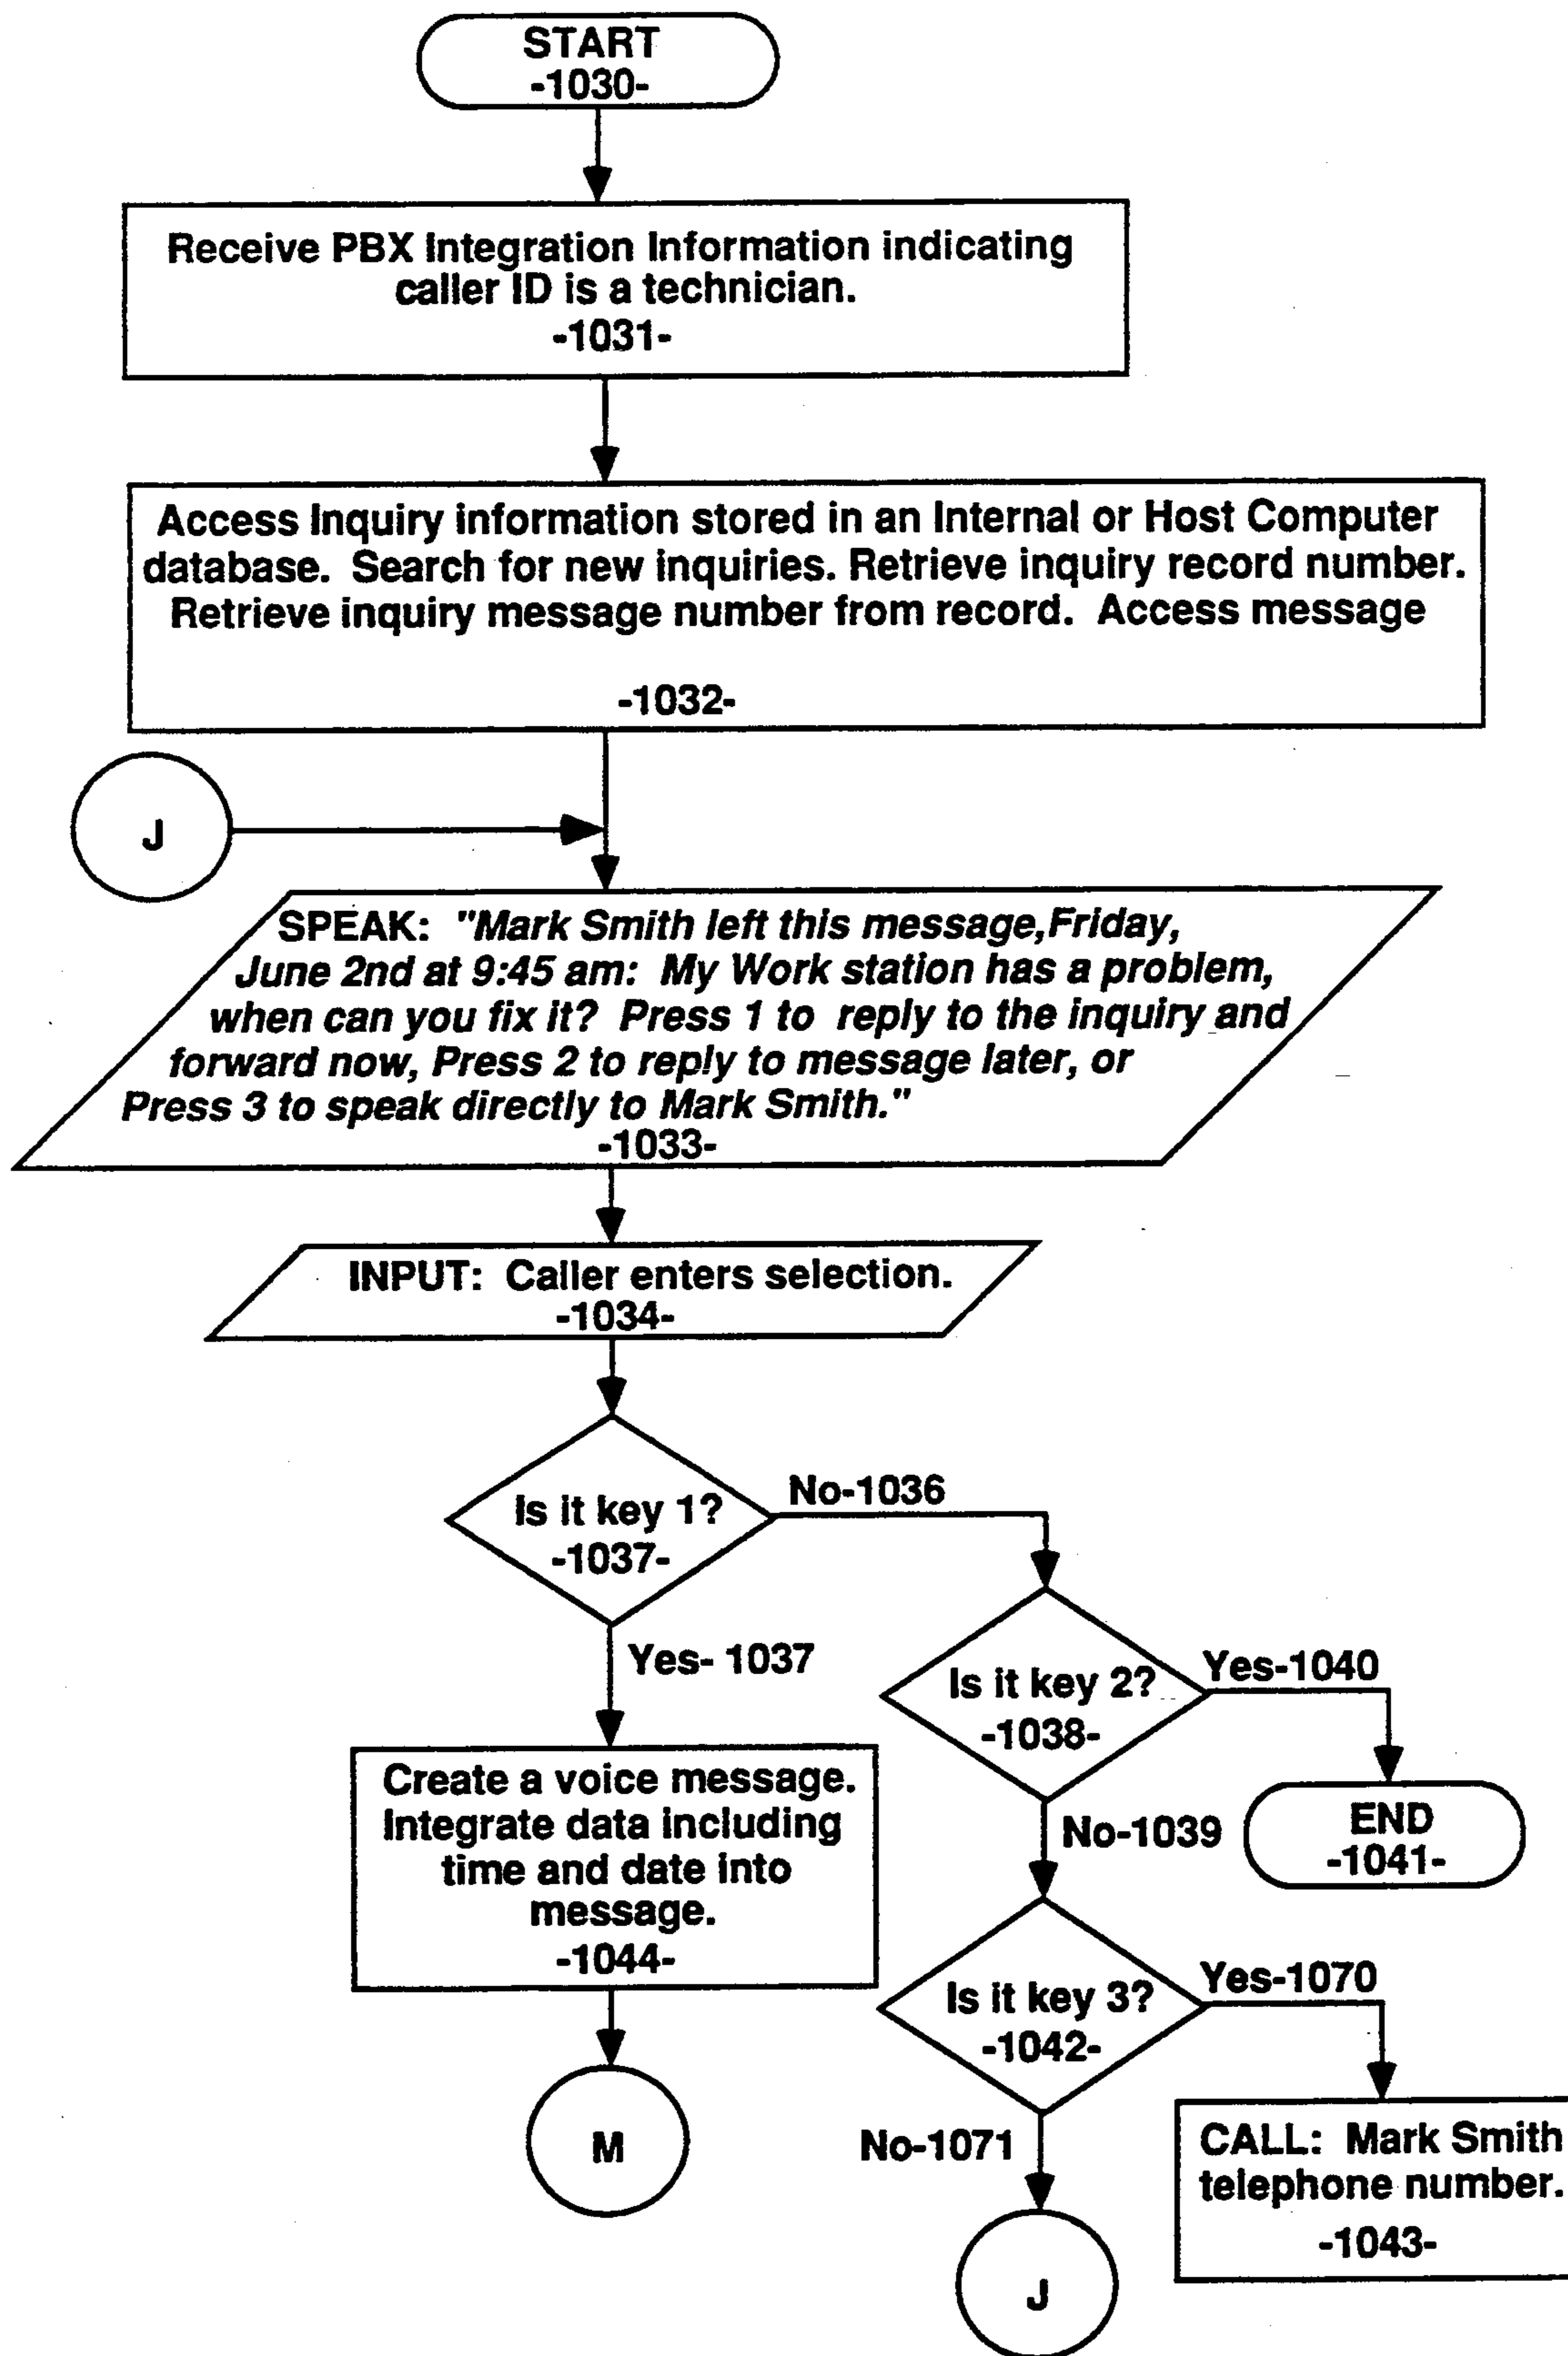 START
-1030-
Receive PBX Integration Information indicating
caller ID is a technician.
-1031-
Access Inquiry information stored in an Internal or Host Computer
database. Search for new inquiries. Retrieve inquiry record number.
Retrieve inquiry message number from record. Access message
-1032-
J
SPEAK: "Mark Smith left this message,Friday,
June 2nd at 9:45 am: My Work station has a problem,
when can you fix it? Press 1 to reply to the inquiry and
forward now, Press 2 to reply to message later, or
Press 3 to speak directly to Mark Smith."
-1033-
INPUT: Caller enters selection.
-1034-
Is it key 1?
-1037-
No-1036
Yes- 1037
Is it key 2?
-1038-
Yes-1040
END
-1041-
No-1039
Create a voice message.
Integrate data including
time and date into
message.
-1044-
M
Is it key 3?
-1042-
Yes-1070
CALL: Mark Smith
telephone number.
-1043-
No-1071
J